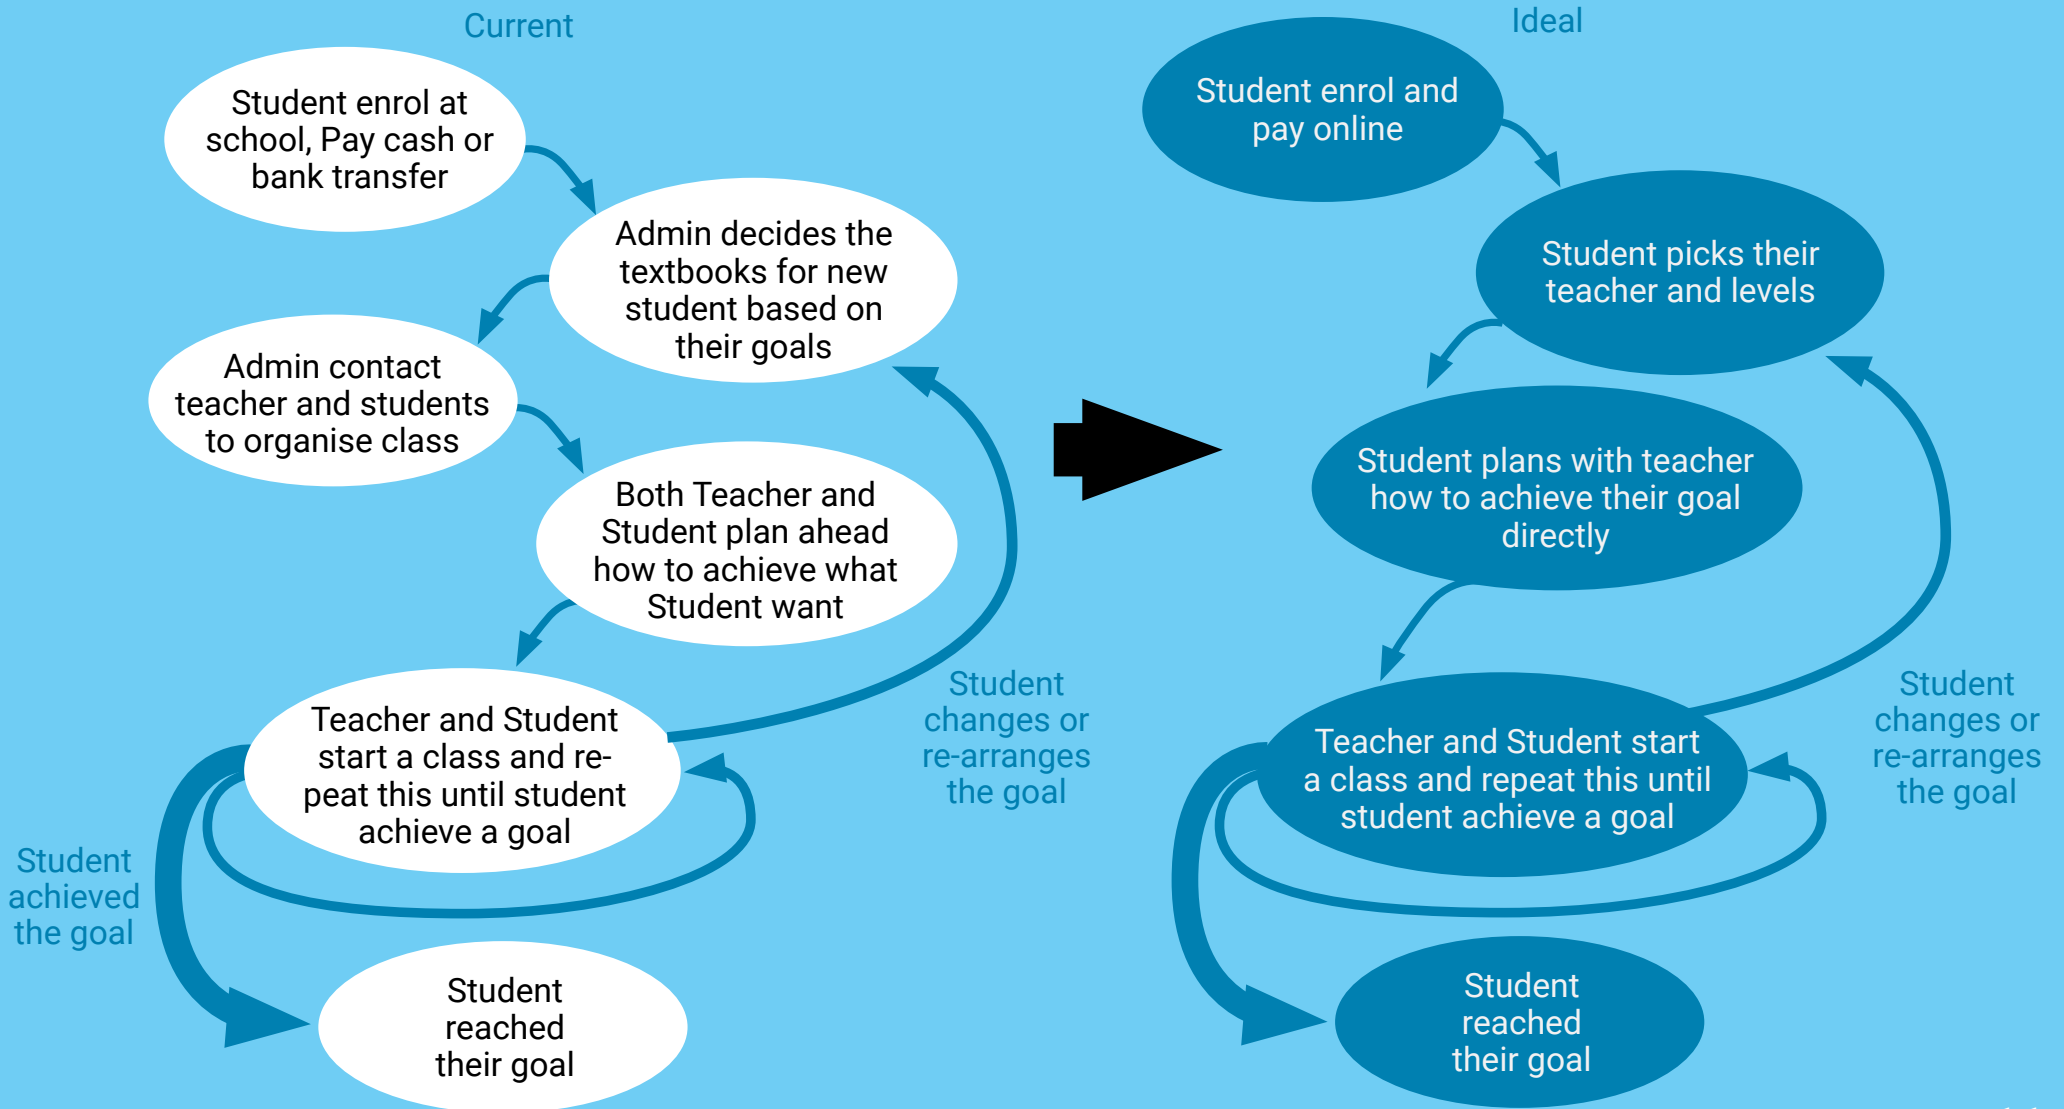 Current
Student enrol at
school, Pay cash or
bank transfer
Admin decides the
textbooks for new
student based on
their goals
Admin contact
teacher and students
to organise class
Both Teacher and
Student plan ahead
how to achieve what
Student want
Teacher and Student
start a class and re-
peat this until student
achieve a goal
Student
changes or
re-arranges
the goal
Student
achieved
the goal
Student
reached
their goal
Ideal
Student enrol and
pay online
Student picks their
teacher and levels
Student plans with teacher
how to achieve their goal
directly
Teacher and Student start
a class and repeat this until
student achieve a goal
Student
changes or
re-arranges
the goal
Student
reached
their goal